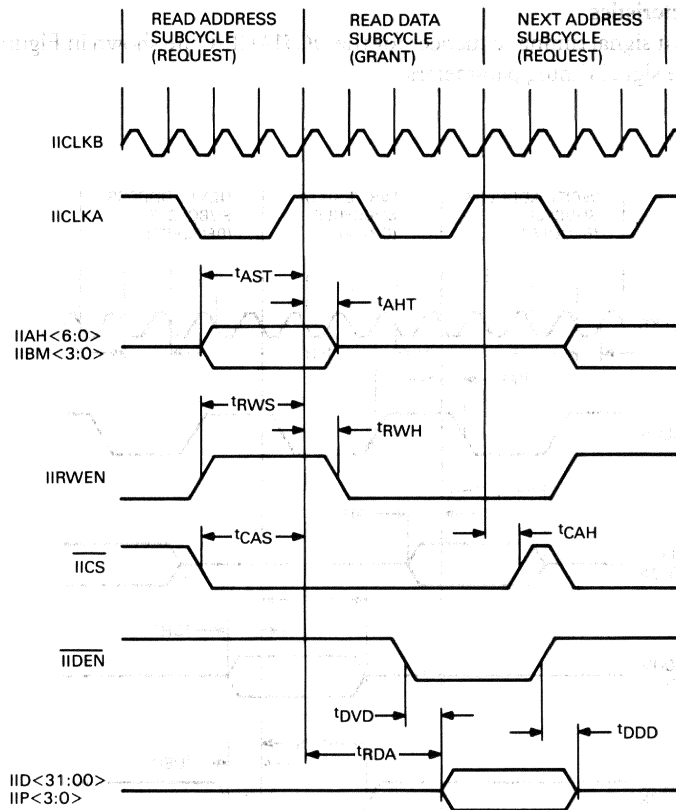 READ ADDRESS
SUBCYCLE
(REQUEST)
READ DATA
SUBCYCLE
(GRANT)
NEXT ADDRESS
SUBCYCLE
(REQUEST)
IICLKB
IICLKA
tAST
tAHT
IIAH<6:0>
IIBM<3:0>
tRWS
tRWH
IIRWEN
tCAS
tCAH
IICS
IIDEN
tDVD
tDDD
tRDA
IID<31:00>
IIP<3:0>